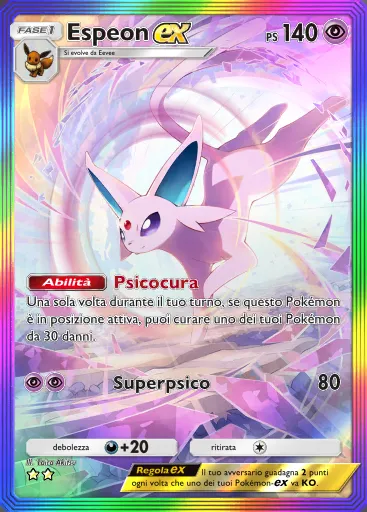 FASE 1 Espeon ex PS 140
Si evolve da Eevee
Abilità Psicocura
Una sola volta durante il tuo turno, se questo Pokémon
è in posizione attiva, puoi curare uno dei tuoi Pokémon
da 30 danni.
Superpsico 80
debolezza +20 ritirata
Ill. Taira Akitsu
Regola ex Il tuo avversario guadagna 2 punti
ogni volta che uno dei tuoi Pokémon-ex va KO.